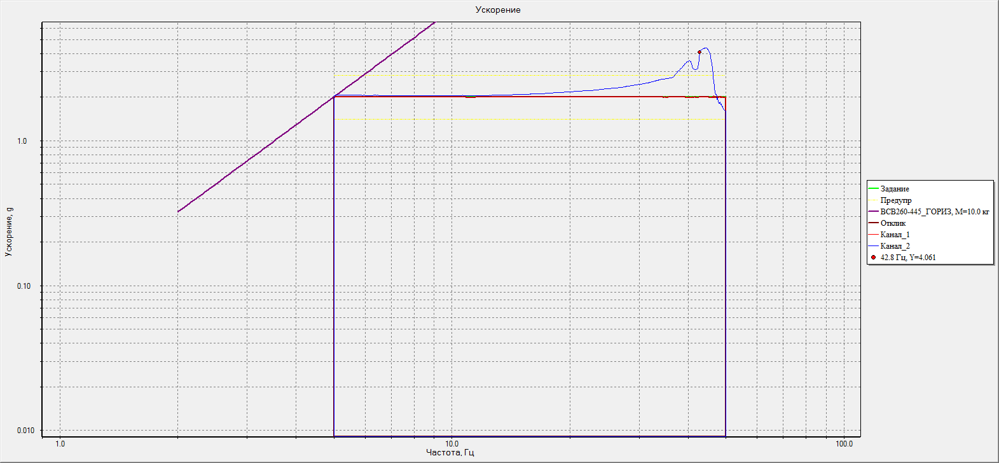 Ускорение
1.0
0.10
0.010
Ускорение, g
1.0
10.0
100.0
Частота, Гц
Задание
Предупр
ВСВ260-445_ГОРИЗ, М=10.0 кг
Отклик
Канал_1
Канал_2
42.8 Гц, Y=4.061